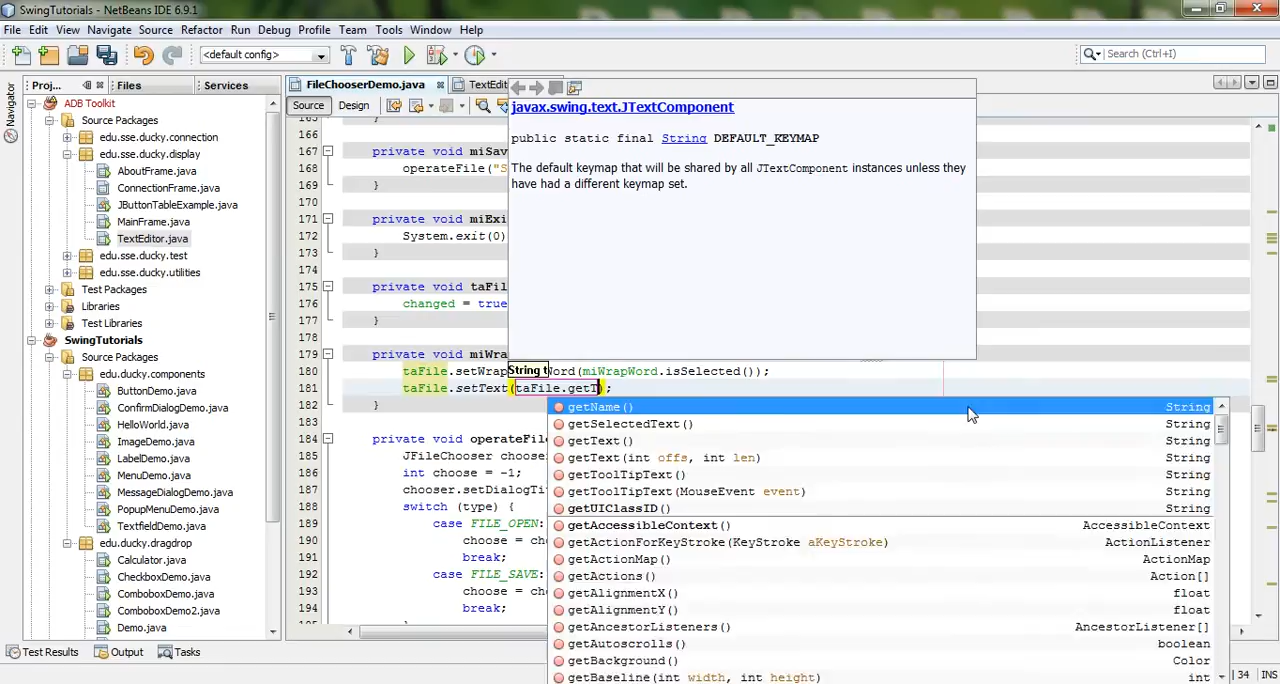 SwingTutorials - NetBeans IDE 6.9.1
File Edit View Navigate Source Refactor Run Debug Profile Team Tools Window Help
<default config>
Search (Ctrl+I)
Navigator
Proj... Files Services
FileChooserDemo.java TextEdit
Source Design
ADB Toolkit
Source Packages
edu.sse.ducky.connection
edu.sse.ducky.display
AboutFrame.java
ConnectionFrame.java
JButtonTableExample.java
MainFrame.java
TextEditor.java
edu.sse.ducky.test
edu.sse.ducky.utilities
Test Packages
Libraries
Test Libraries
SwingTutorials
Source Packages
edu.ducky.components
ButtonDemo.java
ConfirmDialogDemo.java
HelloWorld.java
ImageDemo.java
LabelDemo.java
MenuDemo.java
MessageDialogDemo.java
PopupMenuDemo.java
TextfieldDemo.java
edu.ducky.dragdrop
Calculator.java
CheckboxDemo.java
ComboboxDemo.java
ComboboxDemo2.java
Demo.java
javax.swing.text.JTextComponent
public static final String DEFAULT_KEYMAP
The default keymap that will be shared by all JTextComponent instances unless they
have had a different keymap set.
165 }
166
167 private void miSav
168 operateFile("S
169 }
170
171 private void miExi
172 System.exit(0)
173 }
174
175 private void taFil
176 changed = true
177 }
178
179 private void miWra
180 taFile.setWrap String t Word(miWrapWord.isSelected());
181 taFile.setText(taFile.getT);
182 }
183
184 private void operateFile
185 JFileChooser choose
186 int choose = -1;
187 chooser.setDialogTi
188 switch (type) {
189 case FILE_OPEN:
190 choose = ch
191 break;
192 case FILE_SAVE:
193 choose = ch
194 break;
getName() String
getSelectedText() String
getText() String
getText(int offs, int len) String
getToolTipText() String
getToolTipText(MouseEvent event) String
getUIClassID() String
getAccessibleContext() AccessibleContext
getActionForKeyStroke(KeyStroke aKeyStroke) ActionListener
getActionMap() ActionMap
getActions() Action[]
getAlignmentX() float
getAlignmentY() float
getAncestorListeners() AncestorListener[]
getAutoscrolls() boolean
getBackground() Color
getBaseline(int width, int height) int
Test Results Output Tasks
34 INS